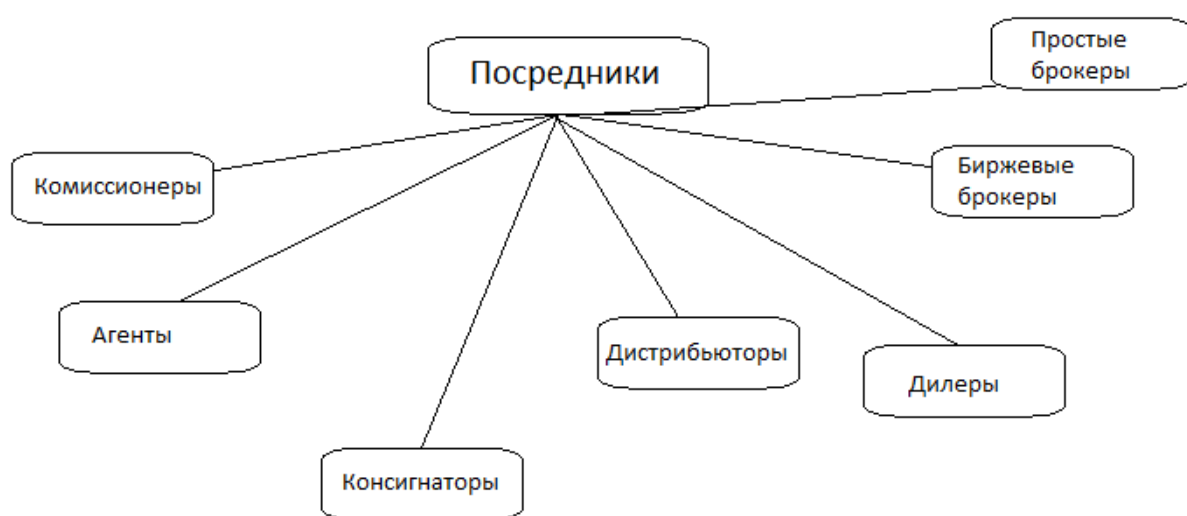 Посредники
Простые
брокеры
Биржевые
брокеры
Комиссионеры
Агенты
Дистрибьюторы
Дилеры
Консигнаторы